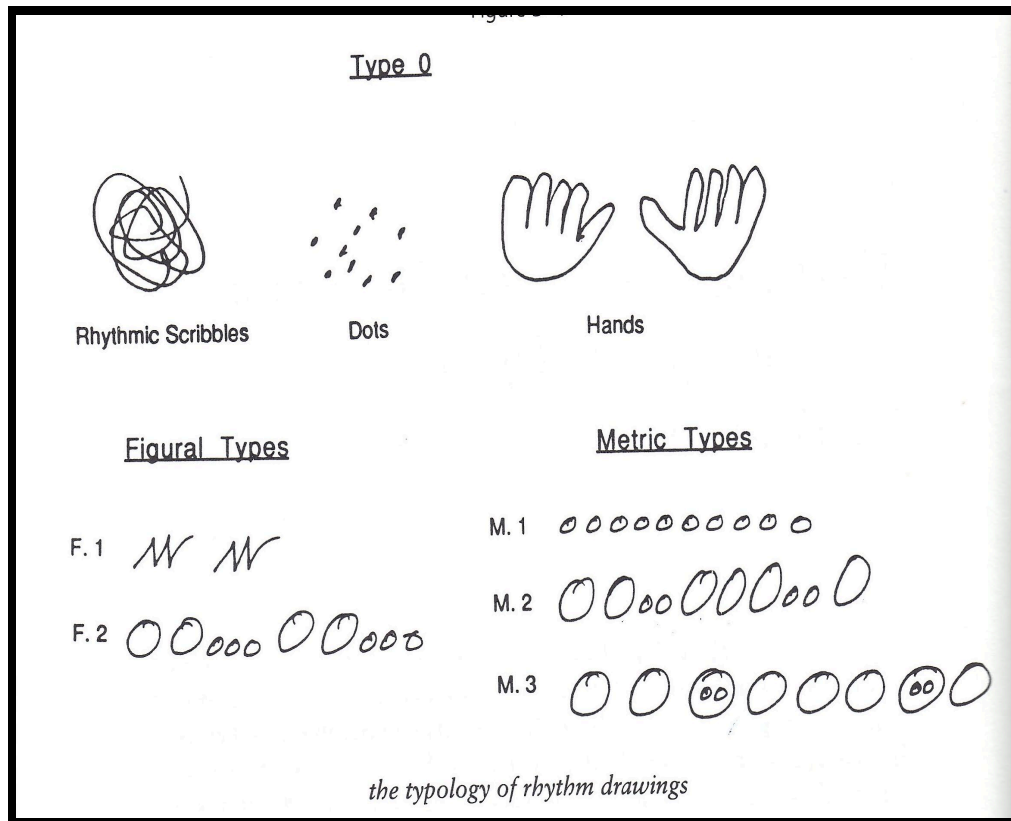 Type 0
Rhythmic Scribbles Dots Hands
Figural Types Metric Types
F. 1 M. 1
F. 2 M. 2
M. 3
the typology of rhythm drawings